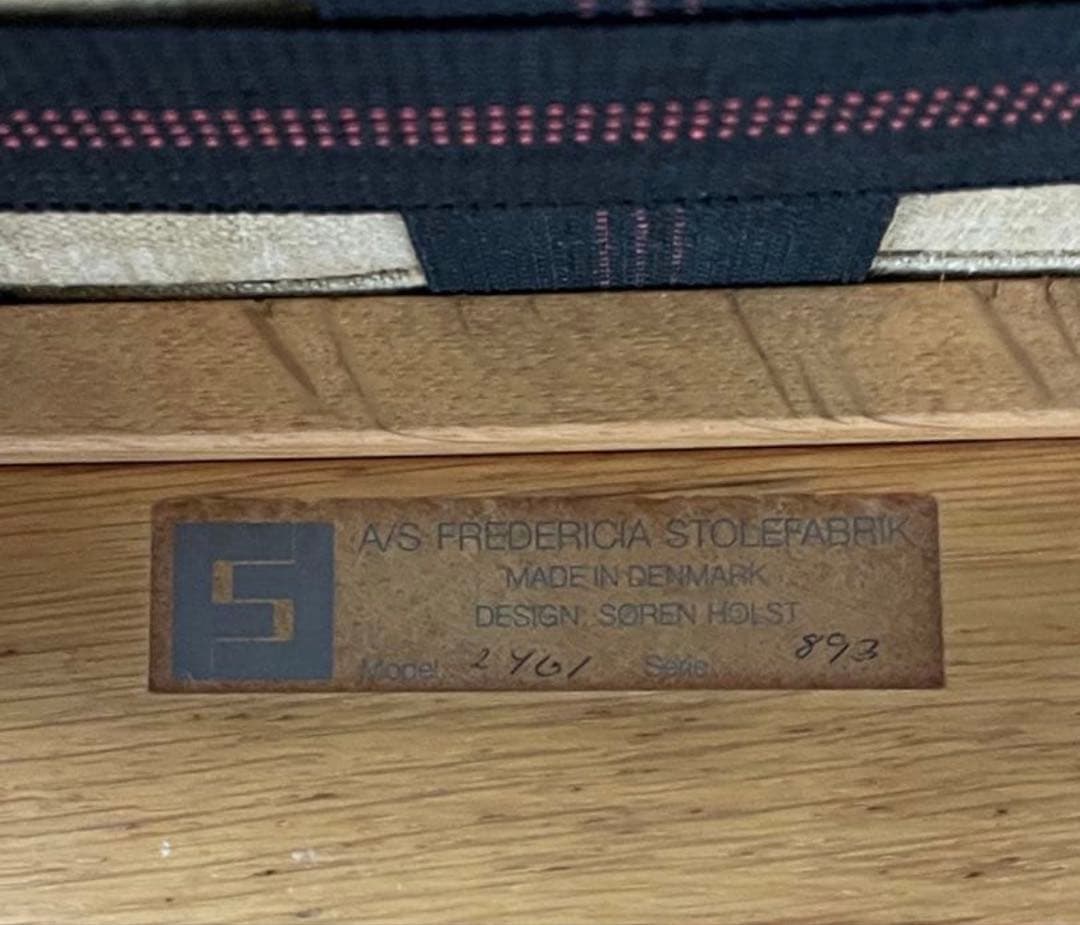 A/S FREDERICIA STOLEFABRIK
MADE IN DENMARK
DESIGN: SØREN HOLST
Model 2461 Serie 893